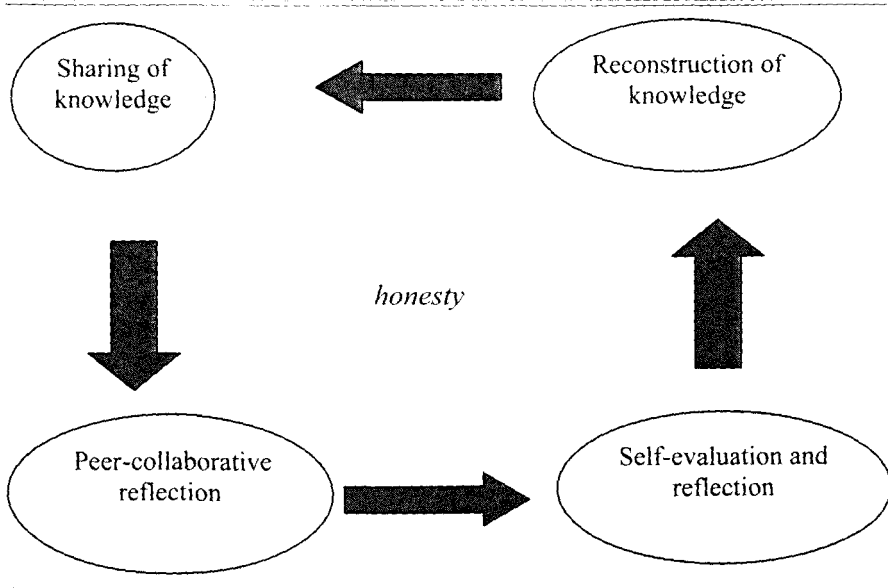 Sharing of
knowledge
Reconstruction of
knowledge
honesty
Peer-collaborative
reflection
Self-evaluation and
reflection